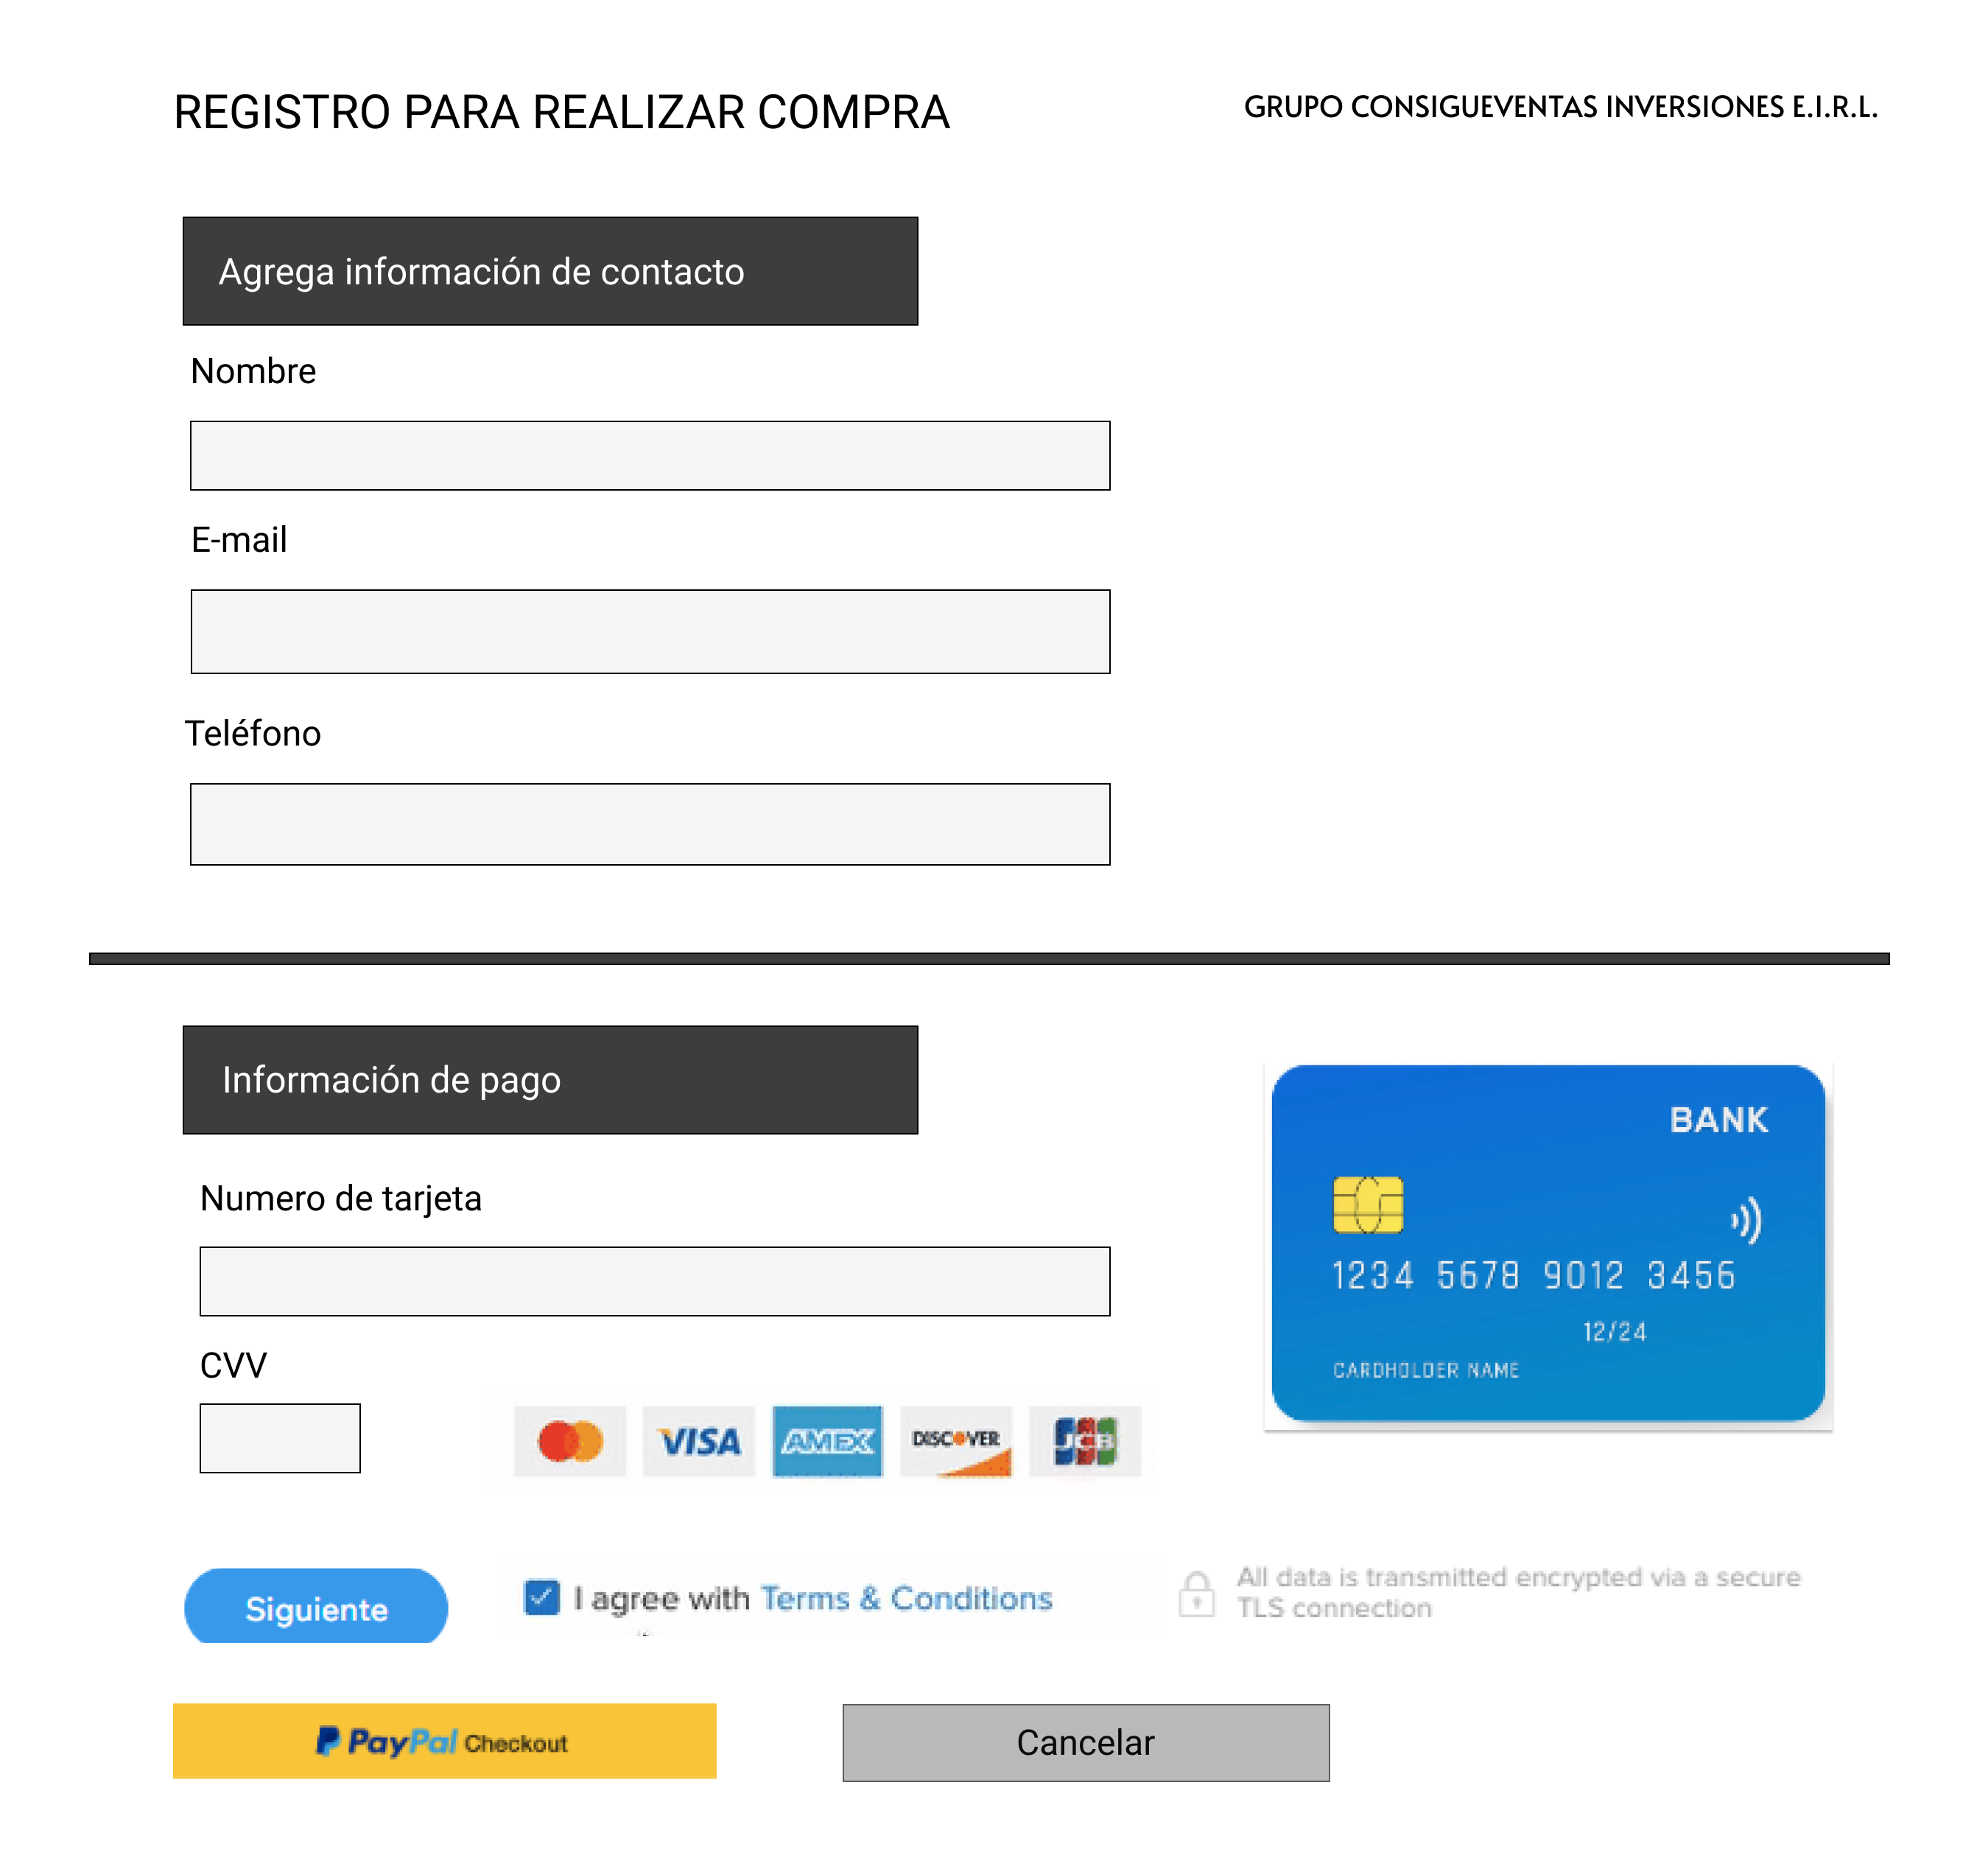 REGISTRO PARA REALIZAR COMPRA
GRUPO CONSIGUEVENTAS INVERSIONES E.I.R.L.
Agrega información de contacto
Nombre
E-mail
Teléfono
Información de pago
Numero de tarjeta
CVV
BANK
1234 5678 9012 3456
12/24
CARDHOLDER NAME
VISA AMEX DISCOVER JCB
Siguiente
I agree with Terms & Conditions
All data is transmitted encrypted via a secure
TLS connection
PayPal Checkout
Cancelar